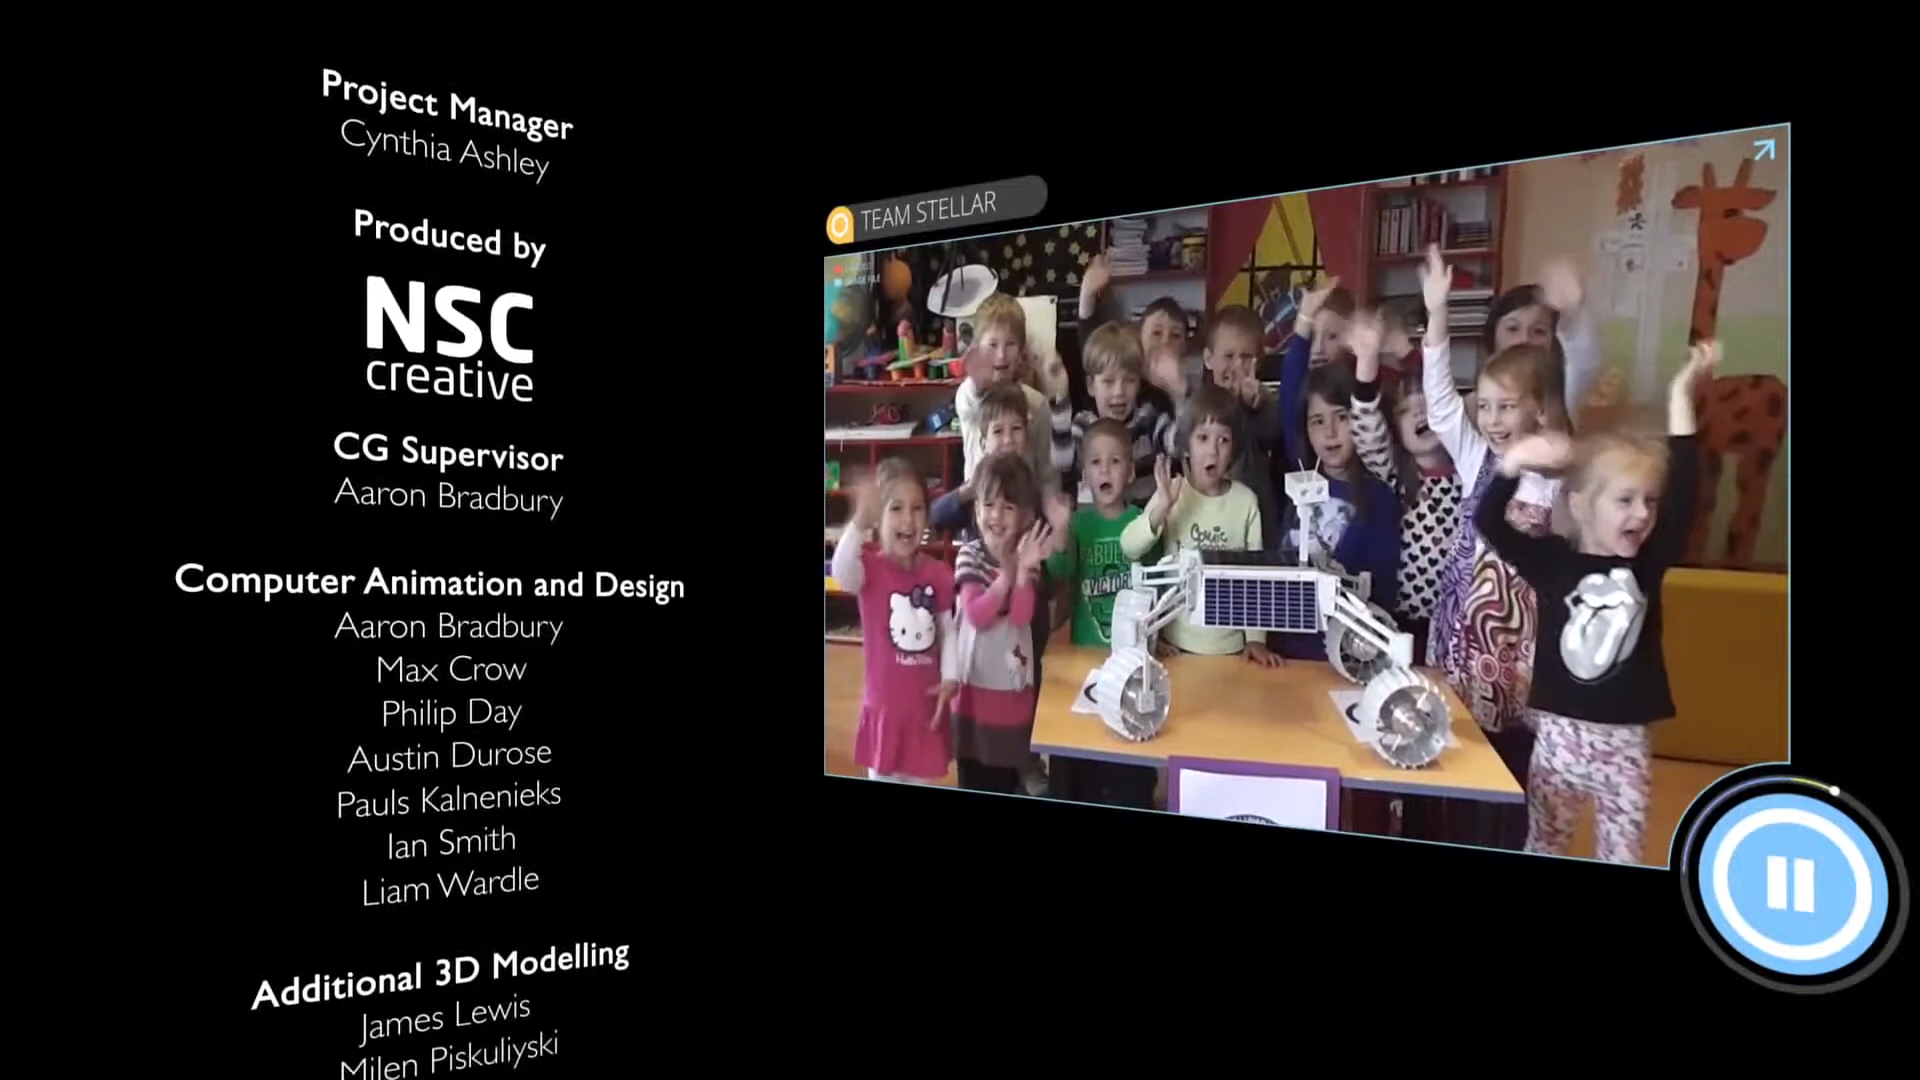 Project Manager
Cynthia Ashley
Produced by
NSC
creative
CG Supervisor
Aaron Bradbury
Computer Animation and Design
Aaron Bradbury
Max Crow
Philip Day
Austin Durose
Pauls Kalnenieks
Ian Smith
Liam Wardle
Additional 3D Modelling
James Lewis
Milen Piskuliyski
TEAM STELLAR